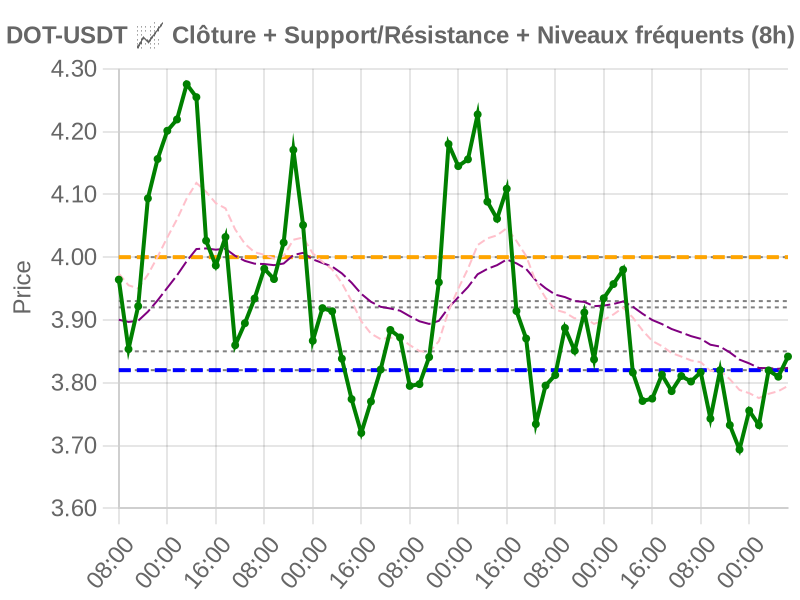 DOT-USDT 📈 Clôture + Support/Résistance + Niveaux fréquents (8h)
4.30
4.20
4.10
4.00
3.90
3.80
3.70
3.60
Price
08:00 00:00 16:00 08:00 00:00 16:00 08:00 00:00 16:00 08:00 00:00 16:00 08:00 00:00